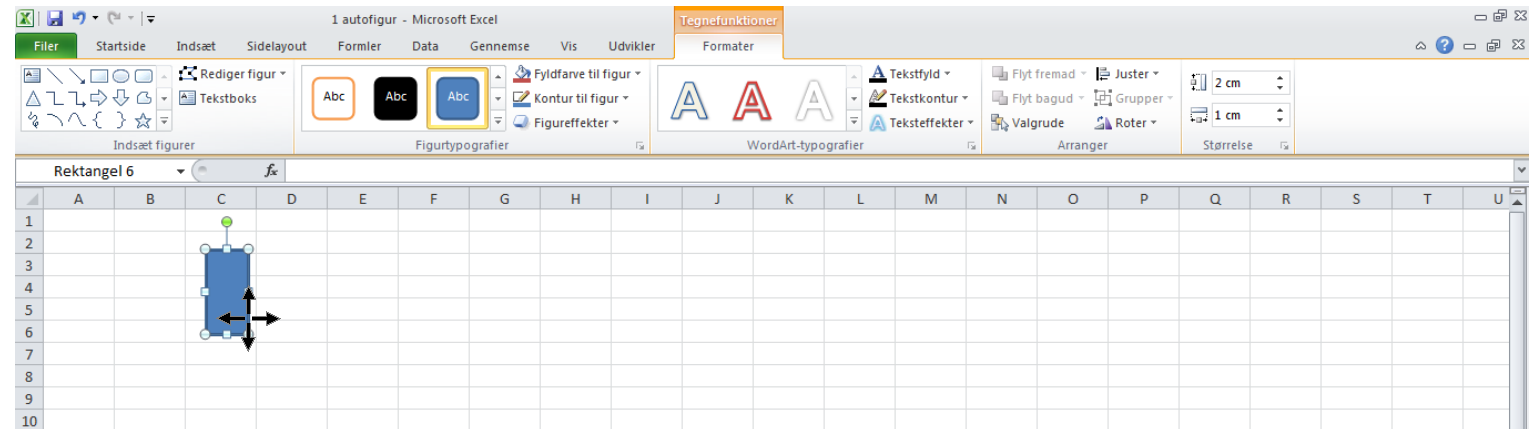 1 autofigur - Microsoft Excel Tegnefunktioner
Filer Startside Indsæt Sidelayout Formler Data Gennemse Vis Udvikler Formater
Rediger figur Fyldfarve til figur Tekstfyld Flyt fremad Juster 2 cm
Tekstboks Abc Abc Abc Kontur til figur A A A Tekstkontur Flyt bagud Grupper
Figureffekter Teksteffekter Valgrude Roter 1 cm
Indsæt figurer Figurtypografier WordArt-typografier Arranger Størrelse
Rektangel 6 fx
A B C D E F G H I J K L M N O P Q R S T U
1
2
3
4
5
6
7
8
9
10